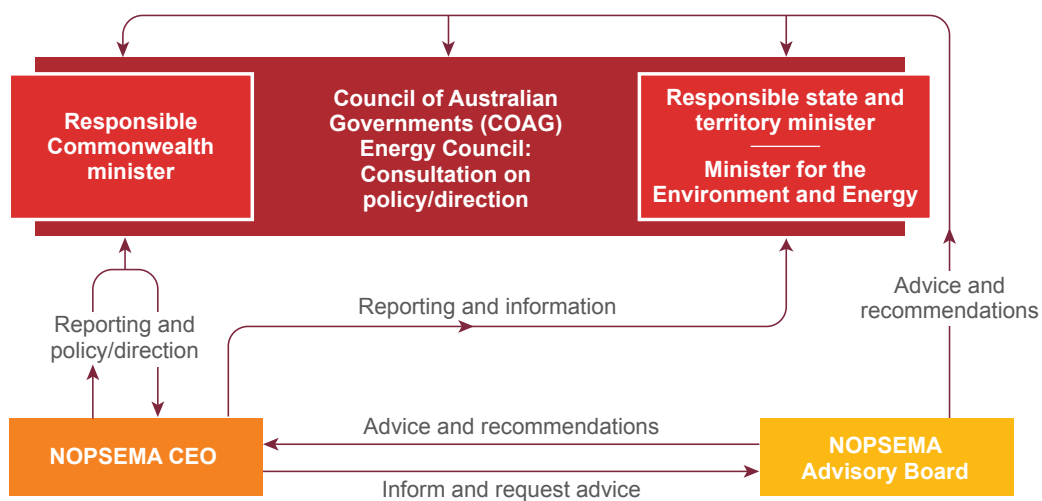 Responsible
Commonwealth
minister
Council of Australian
Governments (COAG)
Energy Council:
Consultation on
policy/direction
Responsible state and
territory minister
Minister for the
Environment and Energy
Reporting and
policy/direction
Reporting and information
Advice and
recommendations
NOPSEMA CEO
Advice and recommendations
Inform and request advice
NOPSEMA
Advisory Board